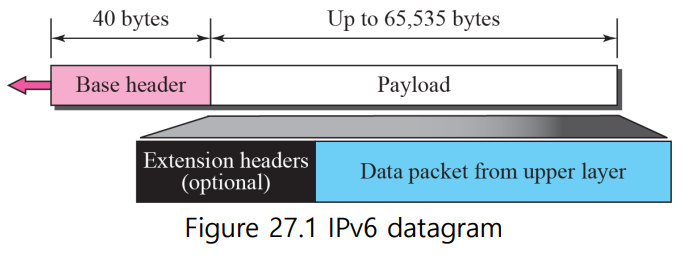 40 bytes
Up to 65,535 bytes
Base header
Payload
Extension headers
(optional)
Data packet from upper layer
Figure 27.1 IPv6 datagram